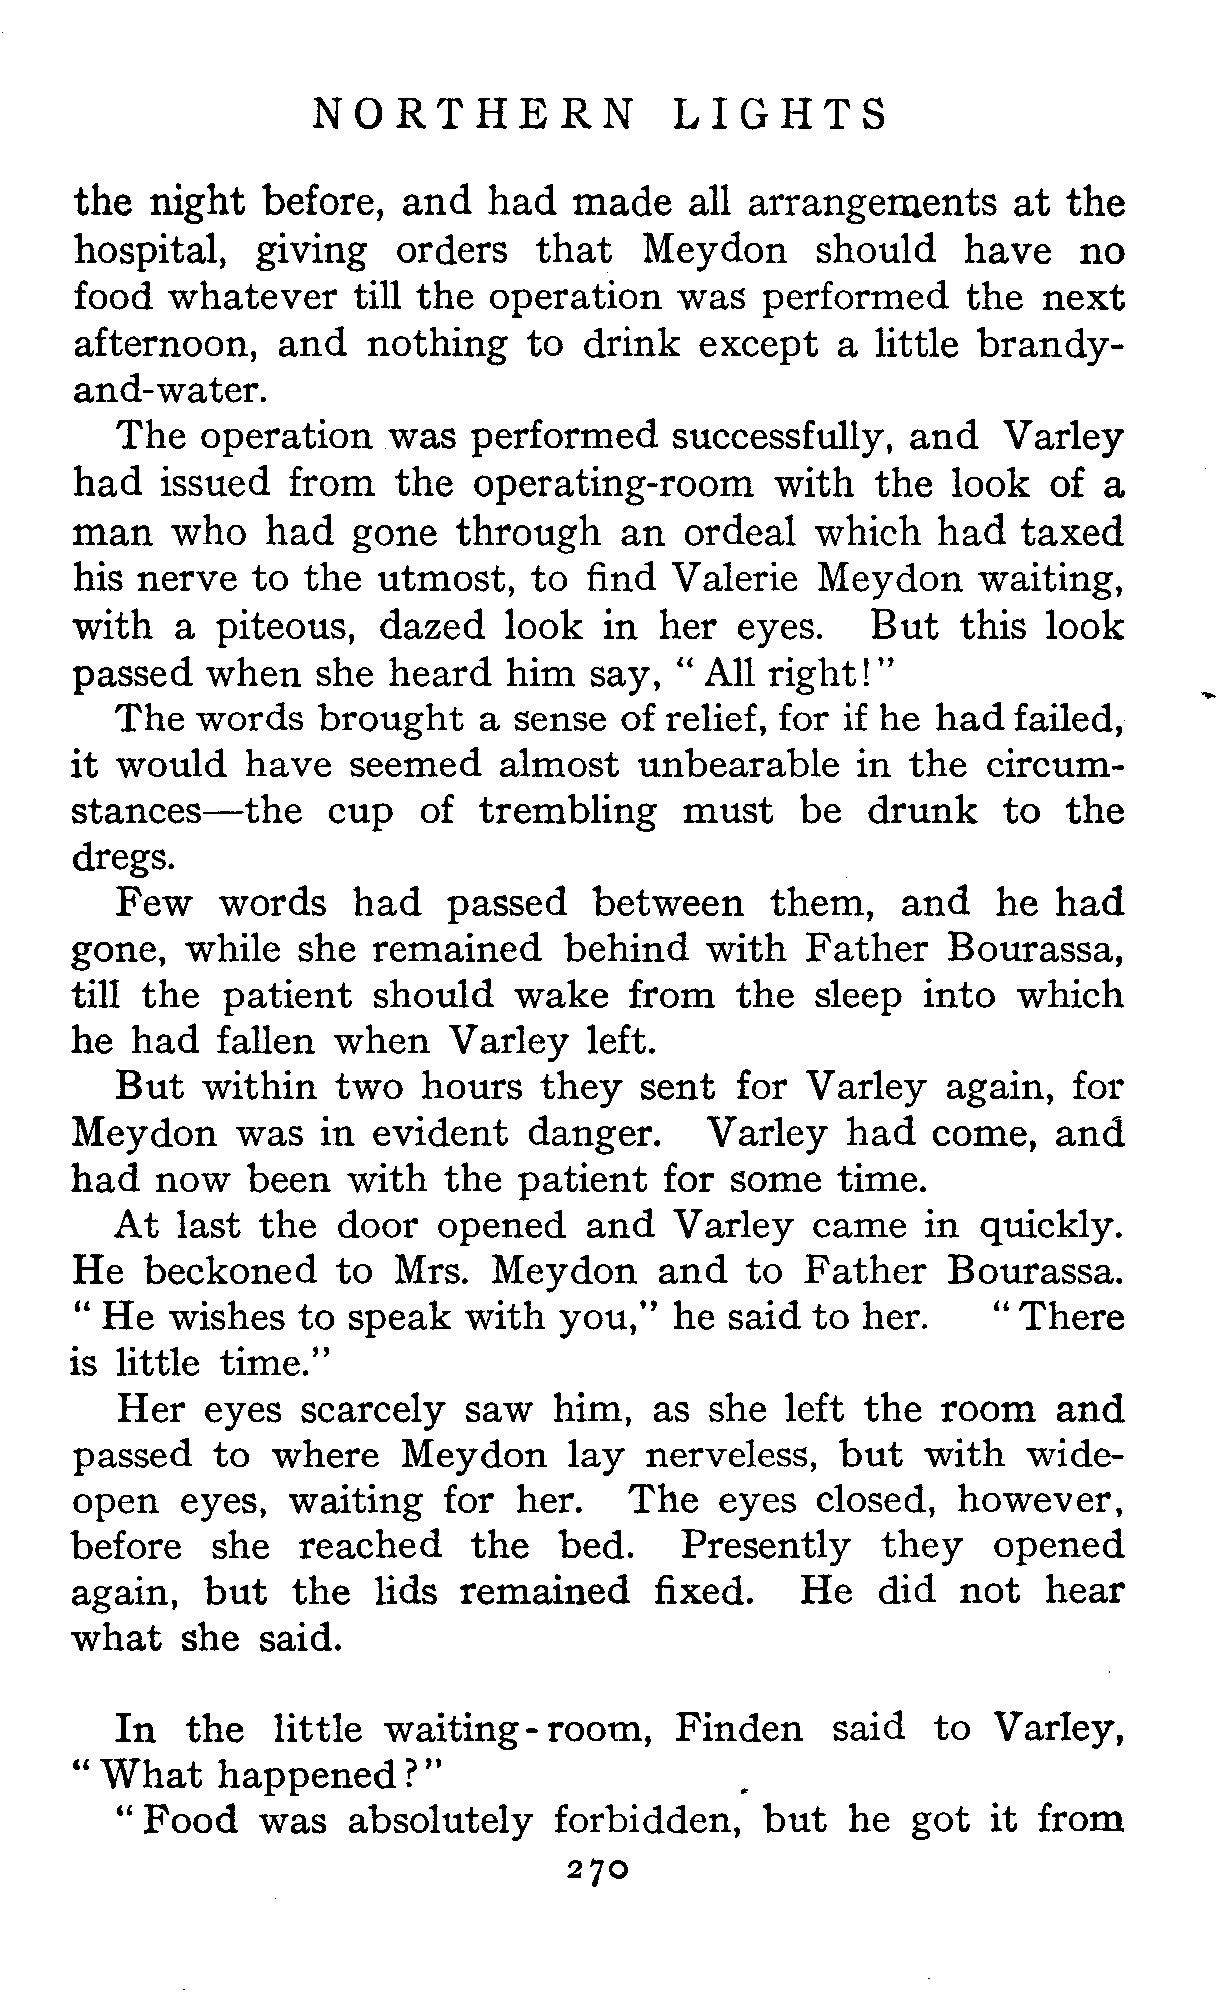 NORTHERN LIGHTS
the night before, and had made all arrangements at the
hospital, giving orders that Meydon should have no
food whatever till the operation was performed the next
afternoon, and nothing to drink except a little brandy-
and-water.
The operation was performed successfully, and Varley
had issued from the operating-room with the look of a
man who had gone through an ordeal which had taxed
his nerve to the utmost, to find Valerie Meydon waiting,
with a piteous, dazed look in her eyes. But this look
passed when she heard him say, "All right!"
The words brought a sense of relief, for if he had failed,
it would have seemed almost unbearable in the circum-
stances—the cup of trembling must be drunk to the
dregs.
Few words had passed between them, and he had
gone, while she remained behind with Father Bourassa,
till the patient should wake from the sleep into which
he had fallen when Varley left.
But within two hours they sent for Varley again, for
Meydon was in evident danger. Varley had come, and
had now been with the patient for some time.
At last the door opened and Varley came in quickly.
He beckoned to Mrs. Meydon and to Father Bourassa.
"He wishes to speak with you," he said to her. "There
is little time."
Her eyes scarcely saw him, as she left the room and
passed to where Meydon lay nerveless, but with wide-
open eyes, waiting for her. The eyes closed, however,
before she reached the bed. Presently they opened
again, but the lids remained fixed. He did not hear
what she said.
In the little waiting-room, Finden said to Varley,
"What happened?"
"Food was absolutely forbidden, but he got it from
270